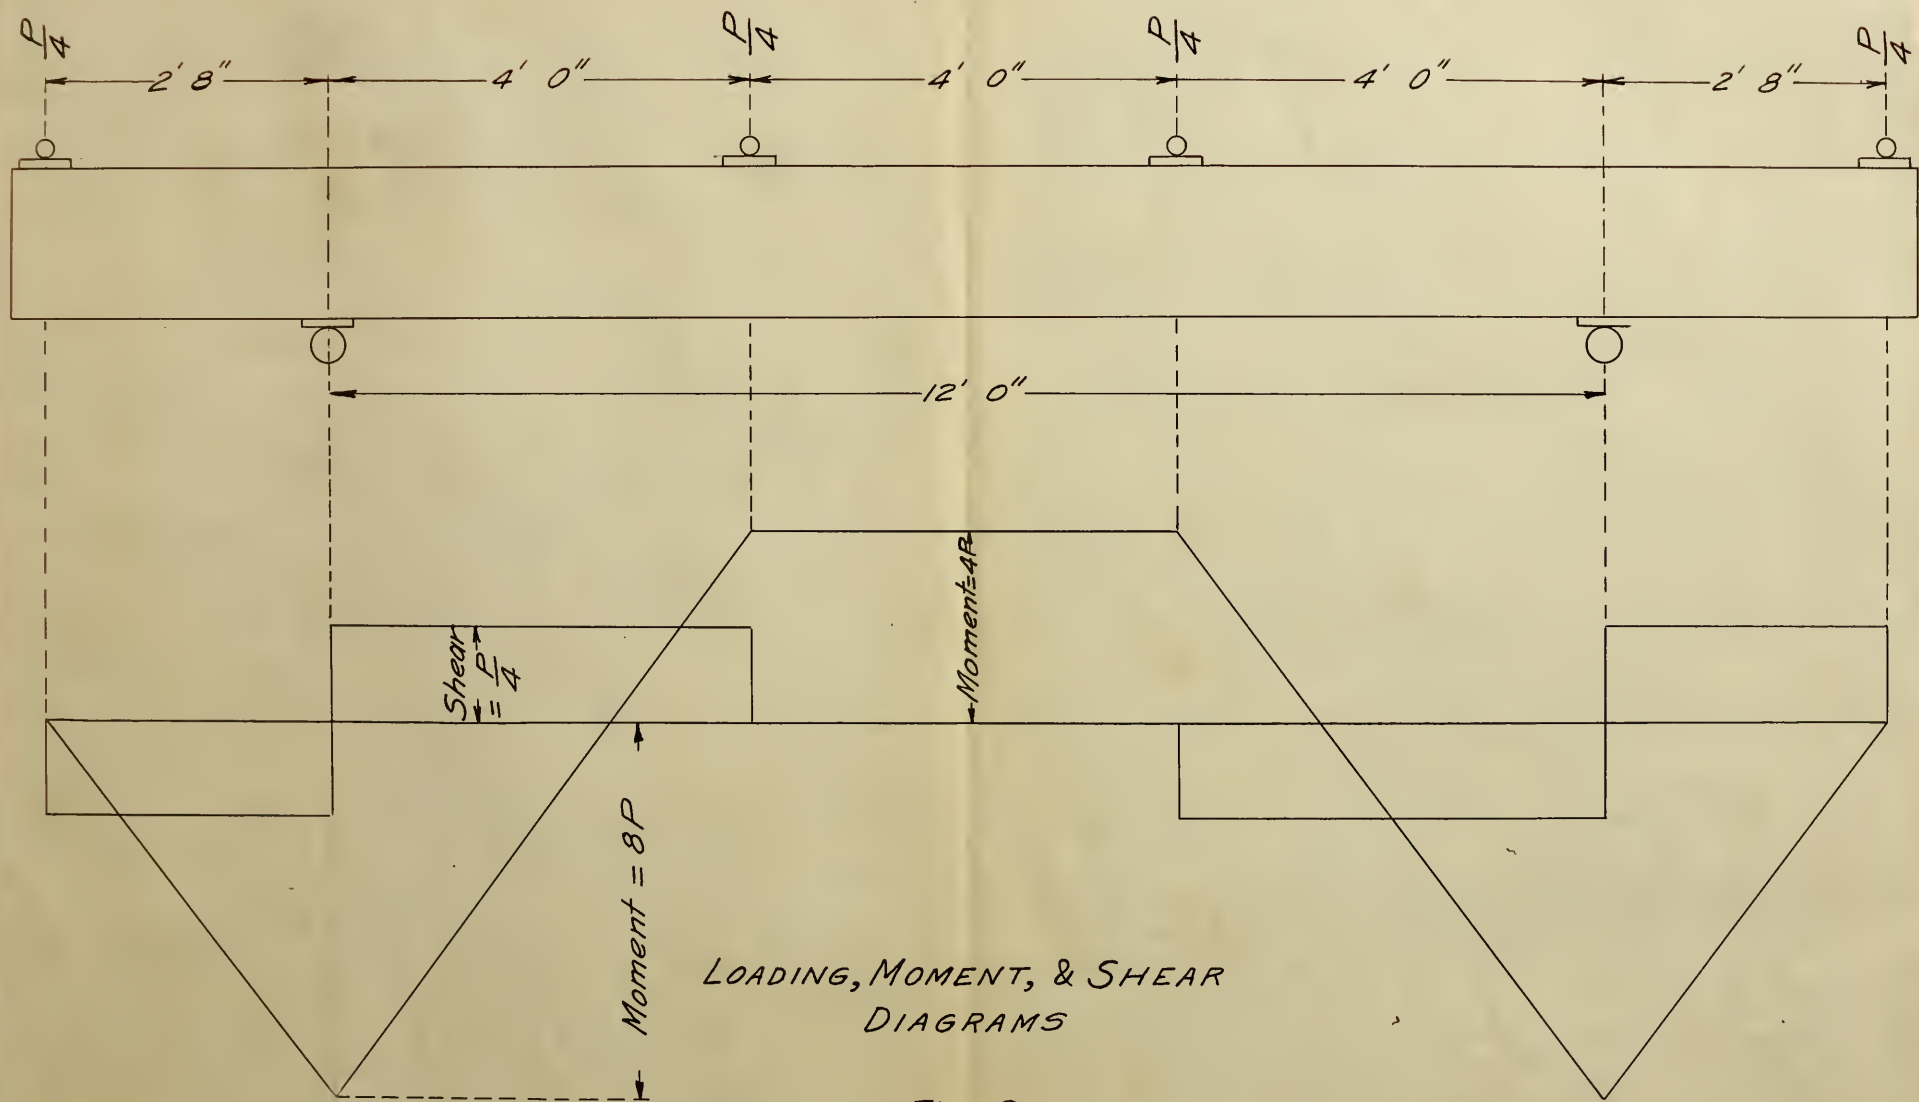 P/4 P/4 P/4 P/4
2' 8" 4' 0" 4' 0" 4' 0" 2' 8"
12' 0"
Moment=4P
Shear
= P/4
Moment = 8P
LOADING, MOMENT, & SHEAR
DIAGRAMS